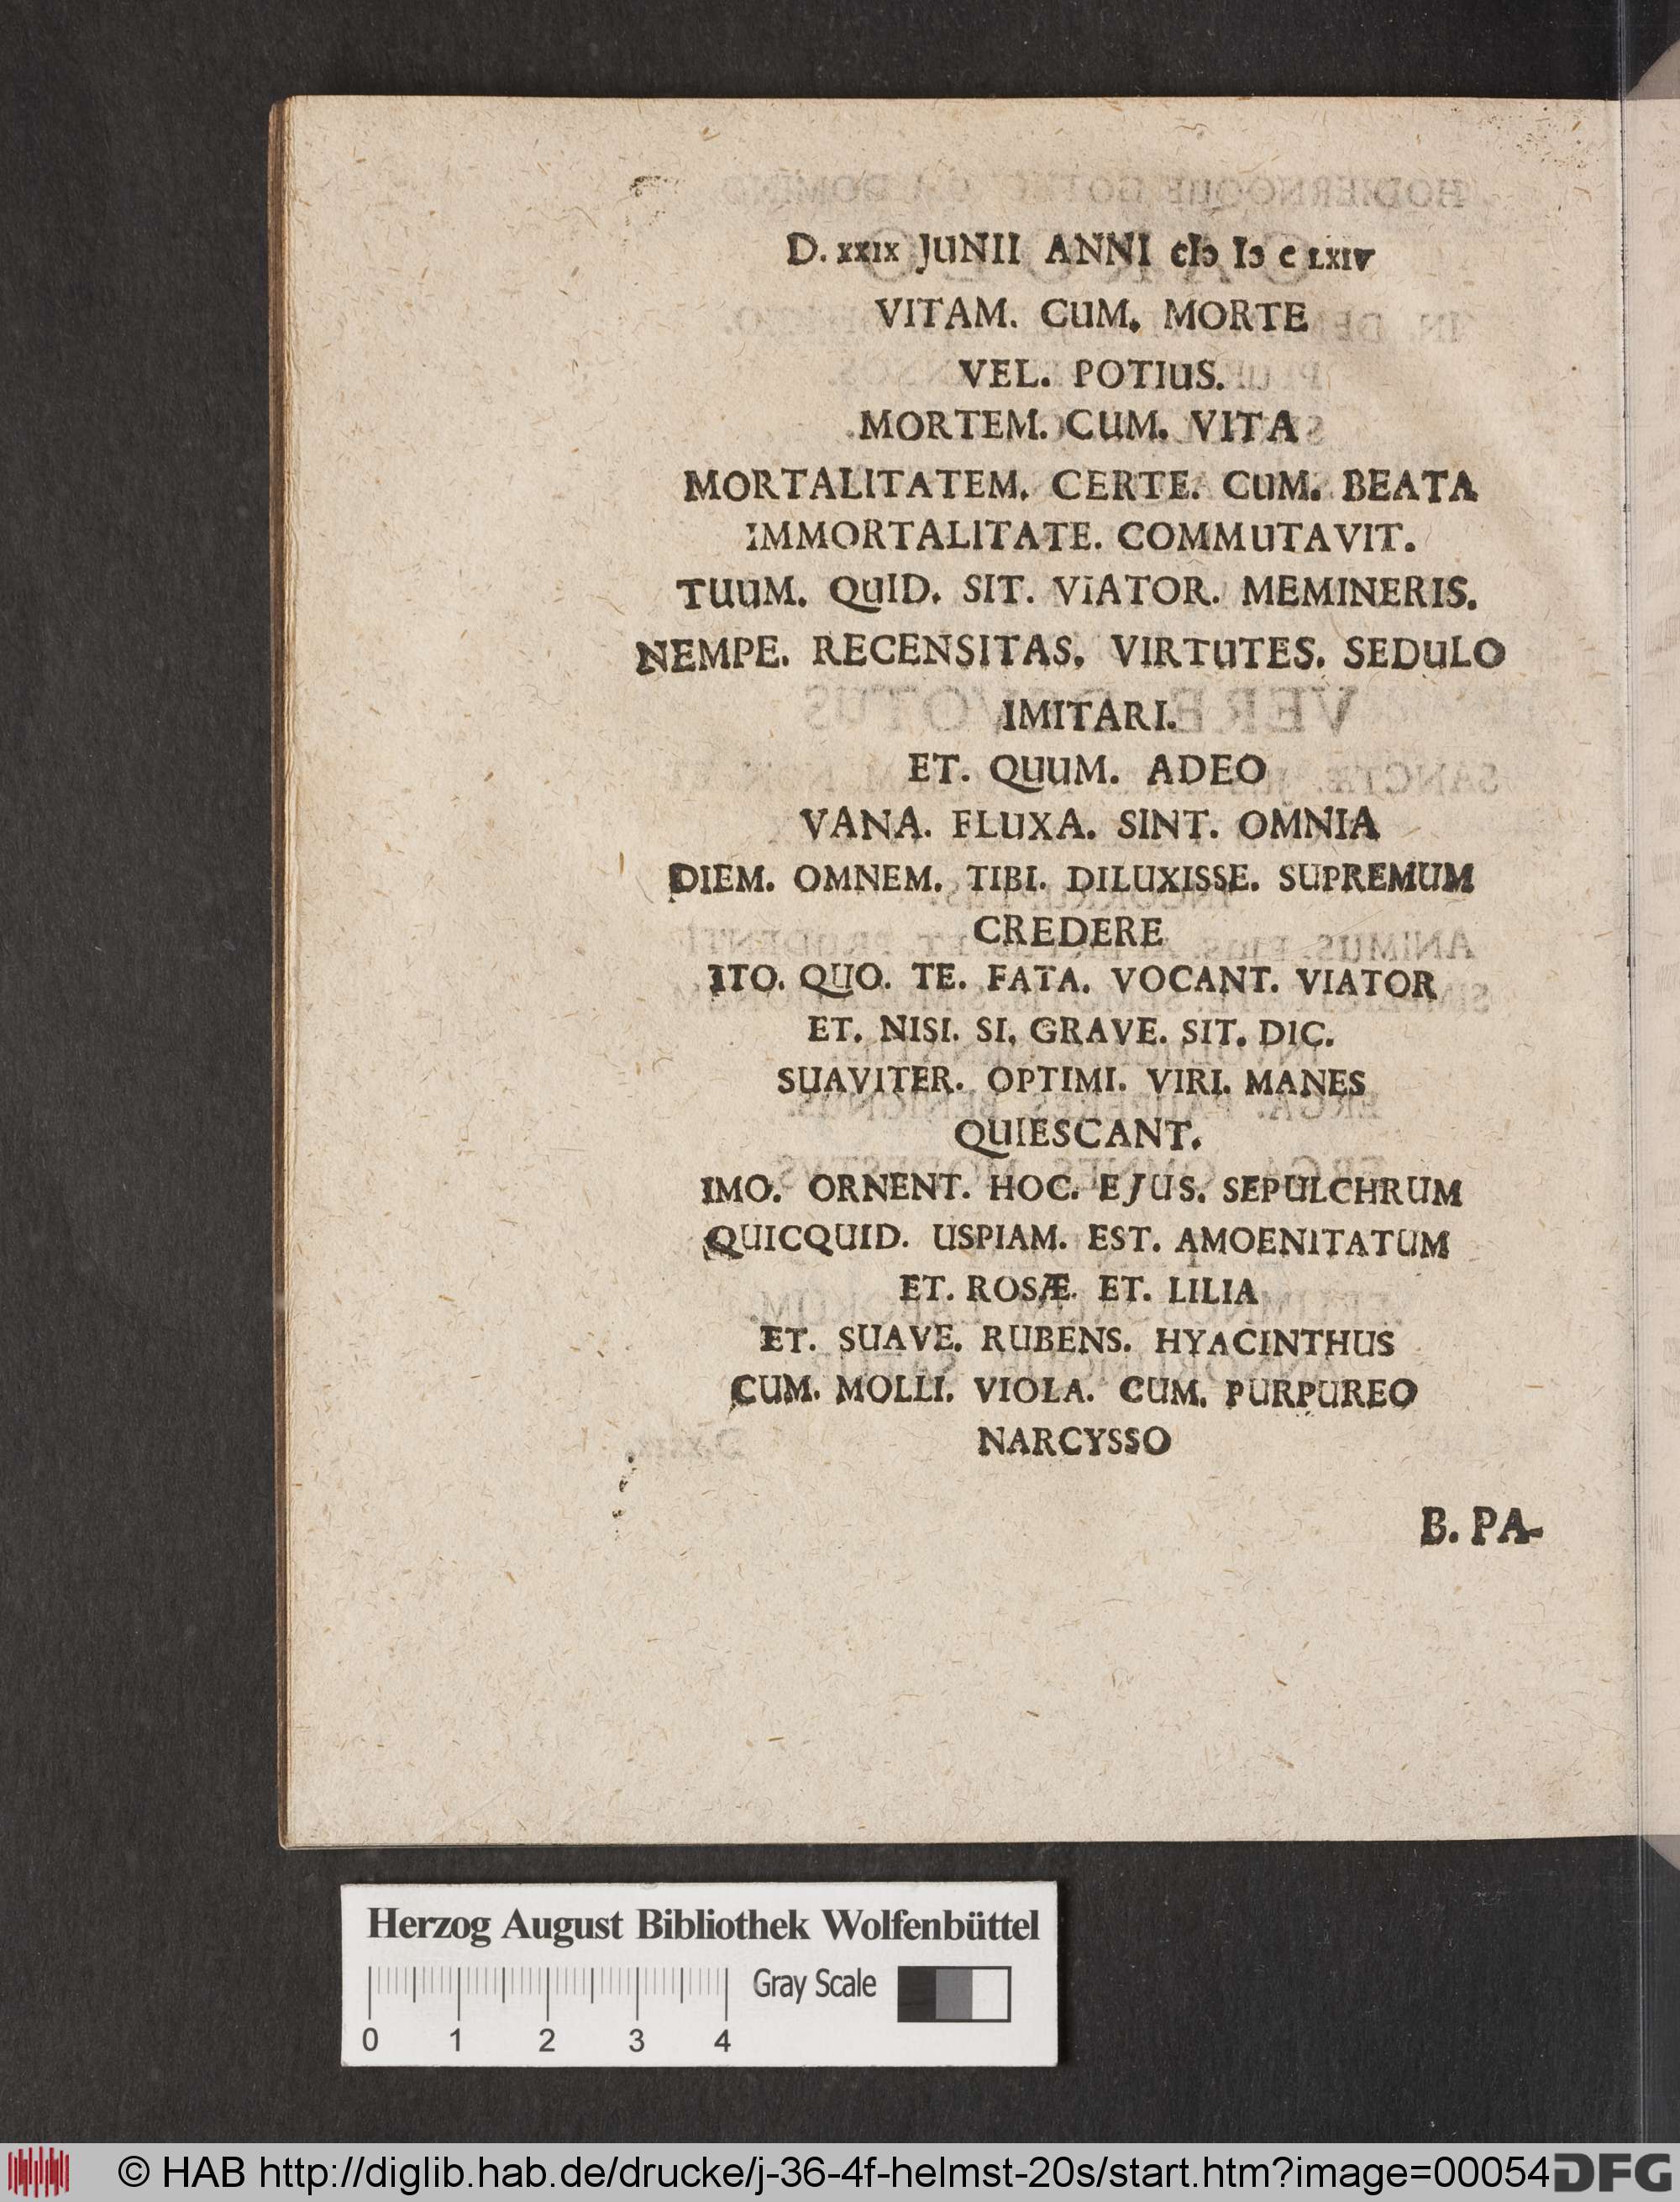 D. xxix JUNII ANNI cIɔ Iɔ c LXIV
VITAM. CUM. MORTE
VEL. POTIUS.
MORTEM. CUM. VITA
MORTALITATEM. CERTE. CUM. BEATA
IMMORTALITATE. COMMUTAVIT.
TUUM. QUID. SIT. VIATOR. MEMINERIS.
NEMPE. RECENSITAS. VIRTUTES. SEDULO
IMITARI.
ET. QUUM. ADEO
VANA. FLUXA. SINT. OMNIA
DIEM. OMNEM. TIBI. DILUXISSE. SUPREMUM
CREDERE
ITO. QUO. TE. FATA. VOCANT. VIATOR
ET. NISI. SI. GRAVE. SIT. DIC.
SUAVITER. OPTIMI. VIRI. MANES
QUIESCANT.
IMO. ORNENT. HOC. EJUS. SEPULCHRUM
QUICQUID. USPIAM. EST. AMOENITATUM
ET. ROSÆ. ET. LILIA
ET. SUAVE. RUBENS. HYACINTHUS
CUM. MOLLI. VIOLA. CUM. PURPUREO
NARCYSSO
B. PA-
Herzog August Bibliothek Wolfenbüttel
Gray Scale
0 1 2 3 4
© HAB http://diglib.hab.de/drucke/j-36-4f-helmst-20s/start.htm?image=00054
DFG